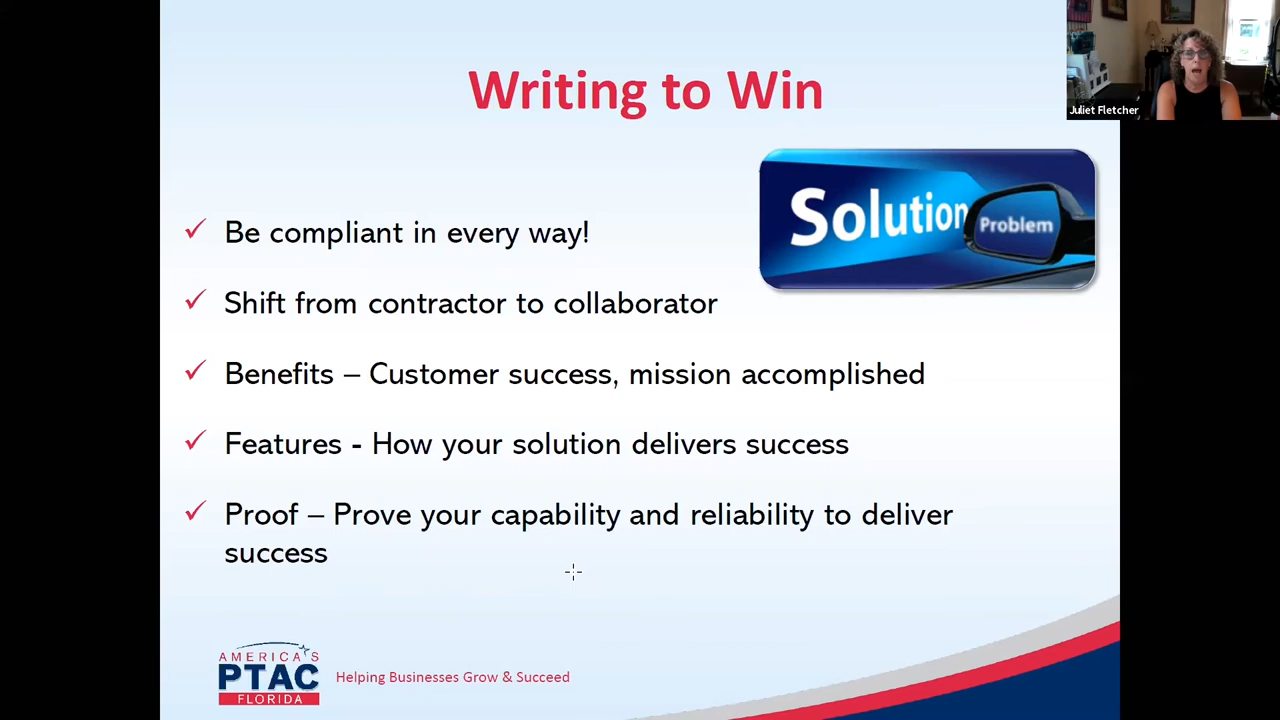 Writing to Win
Juliet Fletcher
Solution
Problem
✓ Be compliant in every way!
✓ Shift from contractor to collaborator
✓ Benefits – Customer success, mission accomplished
✓ Features - How your solution delivers success
✓ Proof – Prove your capability and reliability to deliver
success
AMERICA'S
PTAC
FLORIDA
Helping Businesses Grow & Succeed